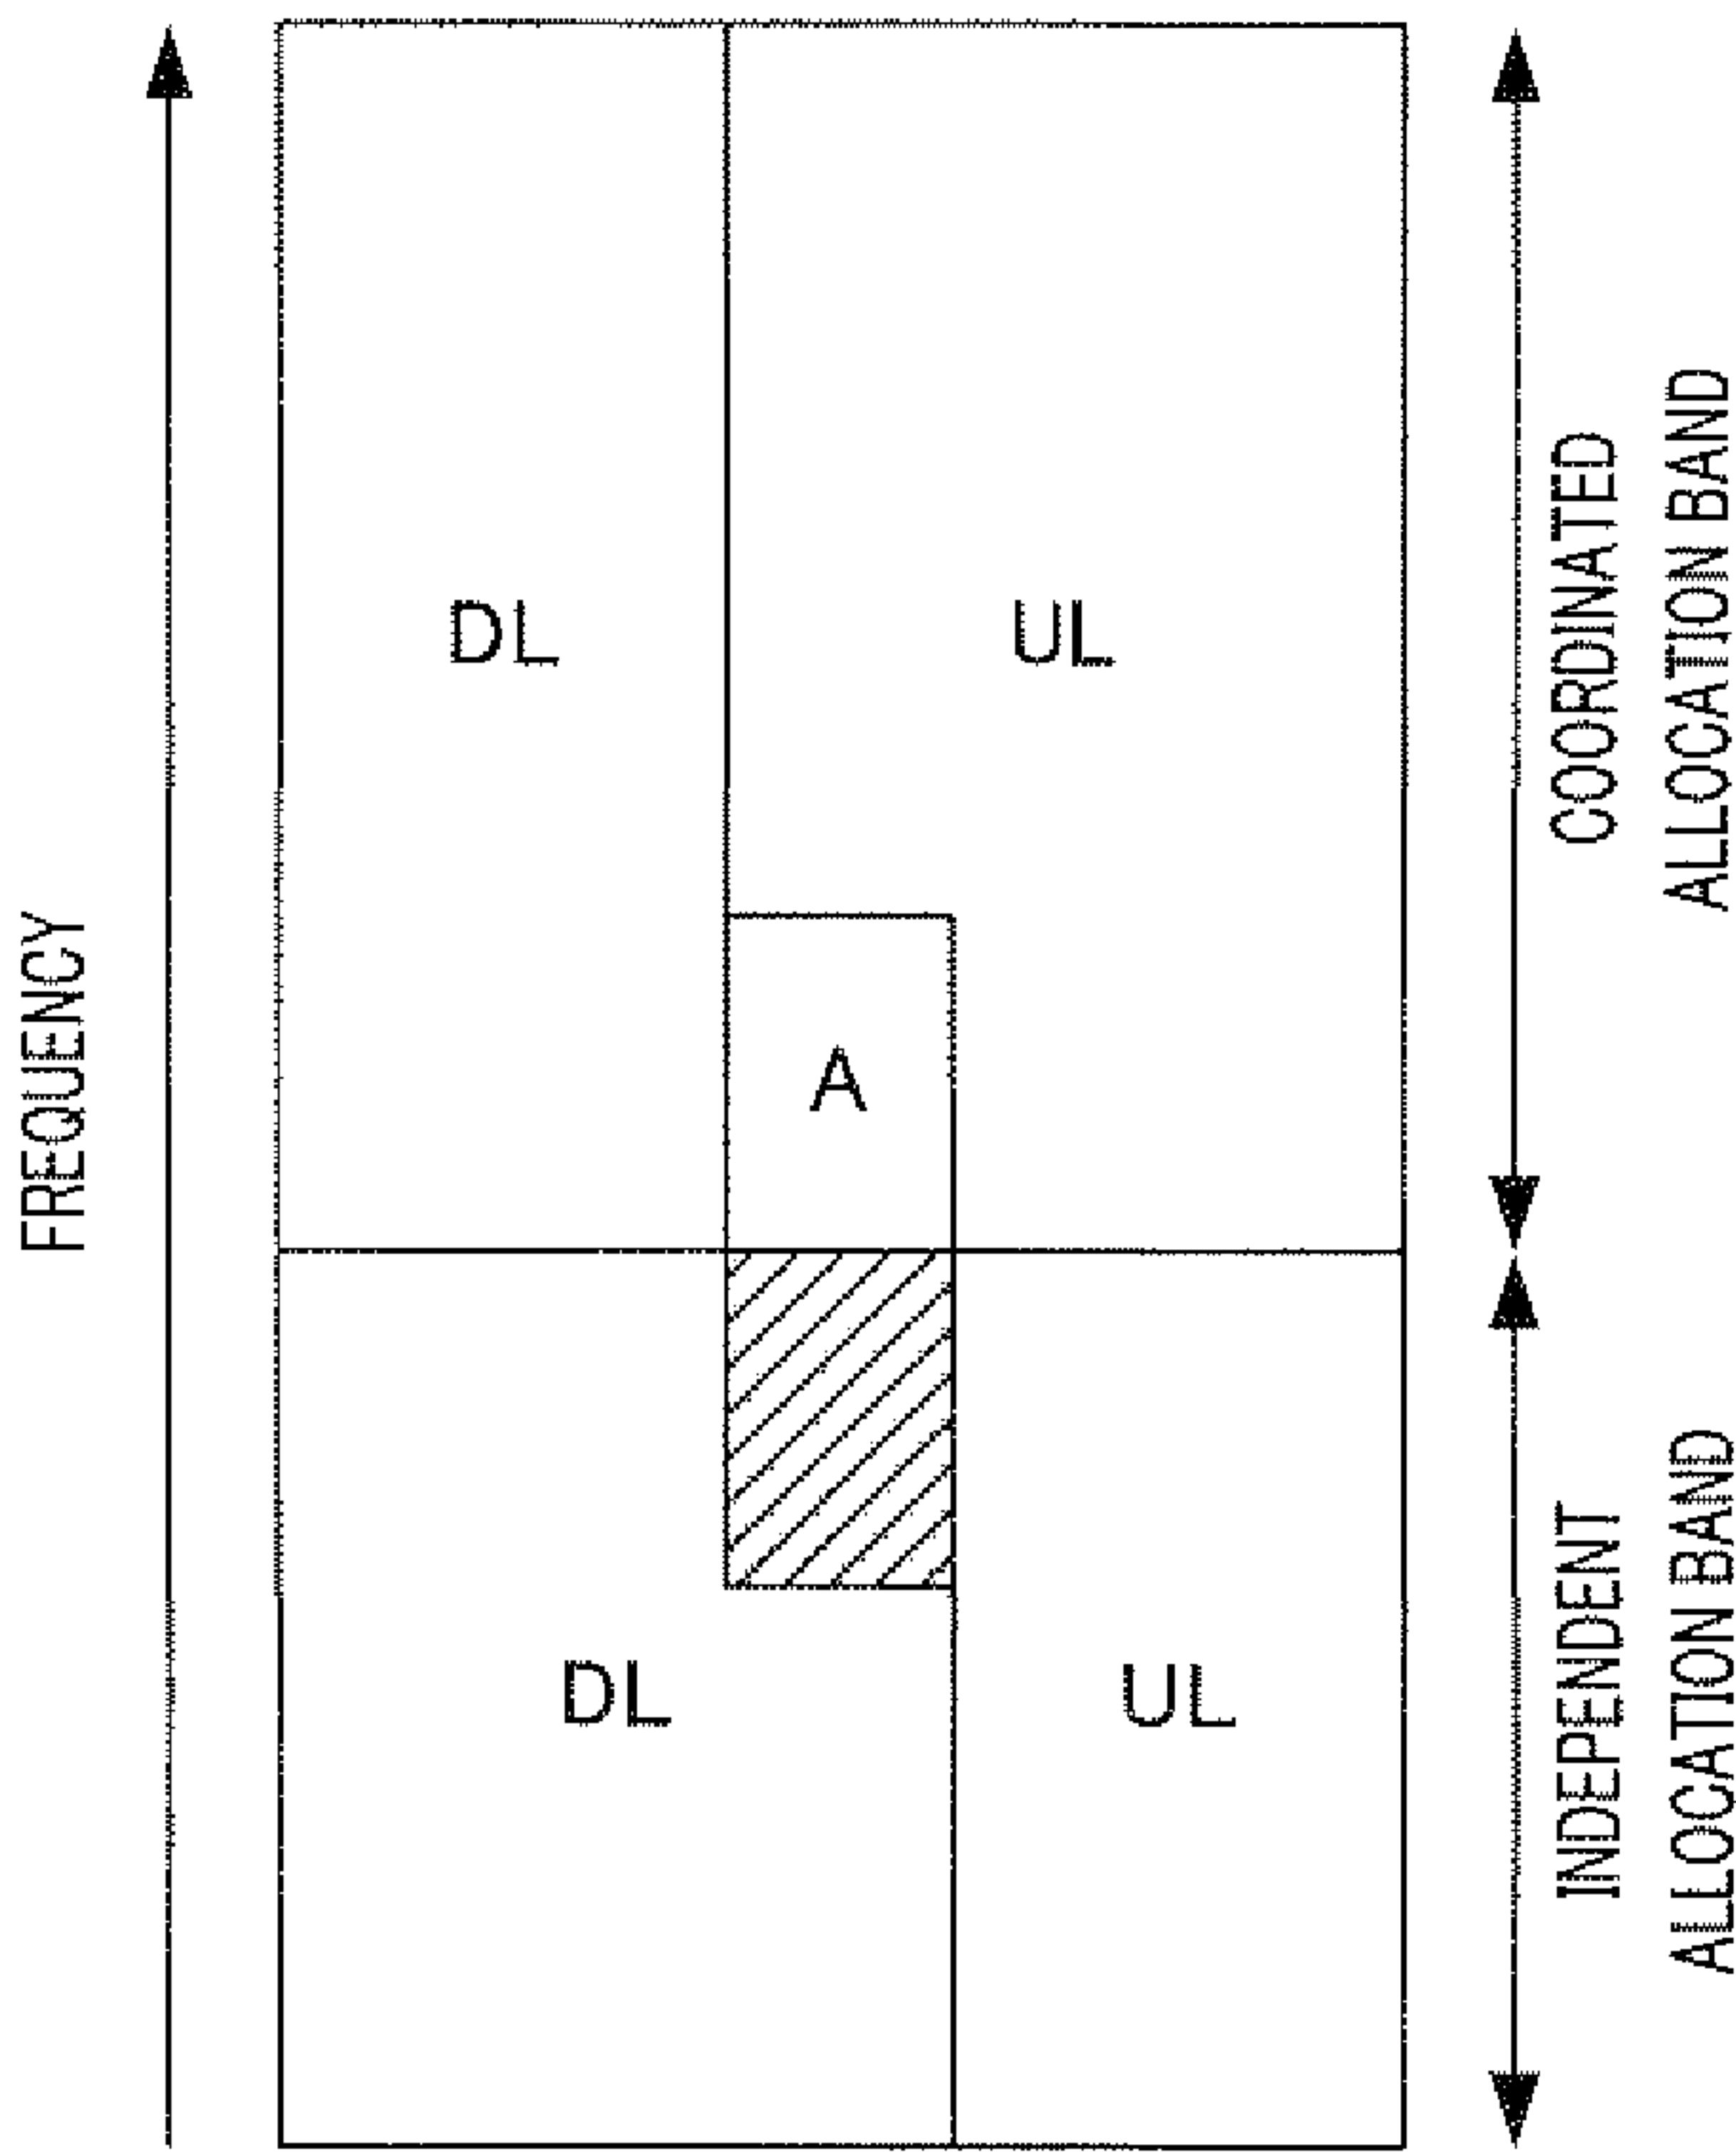 FREQUENCY
DL
UL
A
DL
UL
COORDINATED
ALLOCATION BAND
INDEPENDENT
ALLOCATION BAND